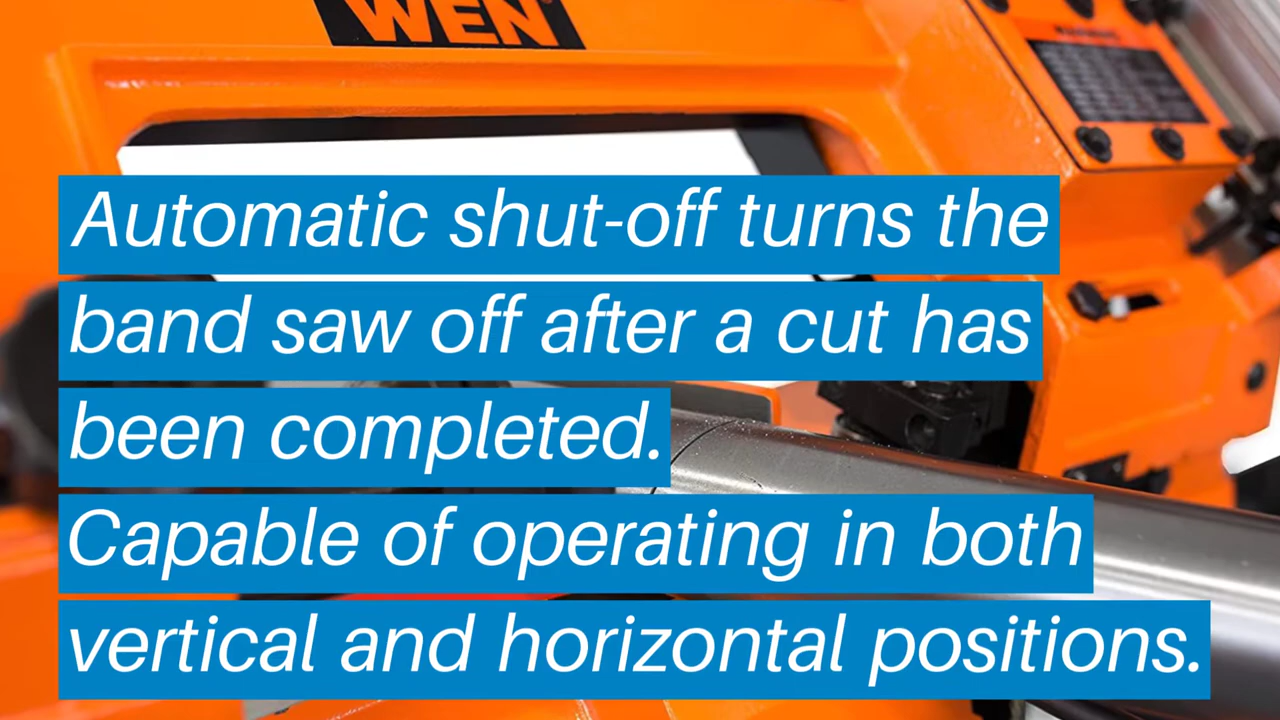 WEN
Automatic shut-off turns the
band saw off after a cut has
been completed.
Capable of operating in both
vertical and horizontal positions.